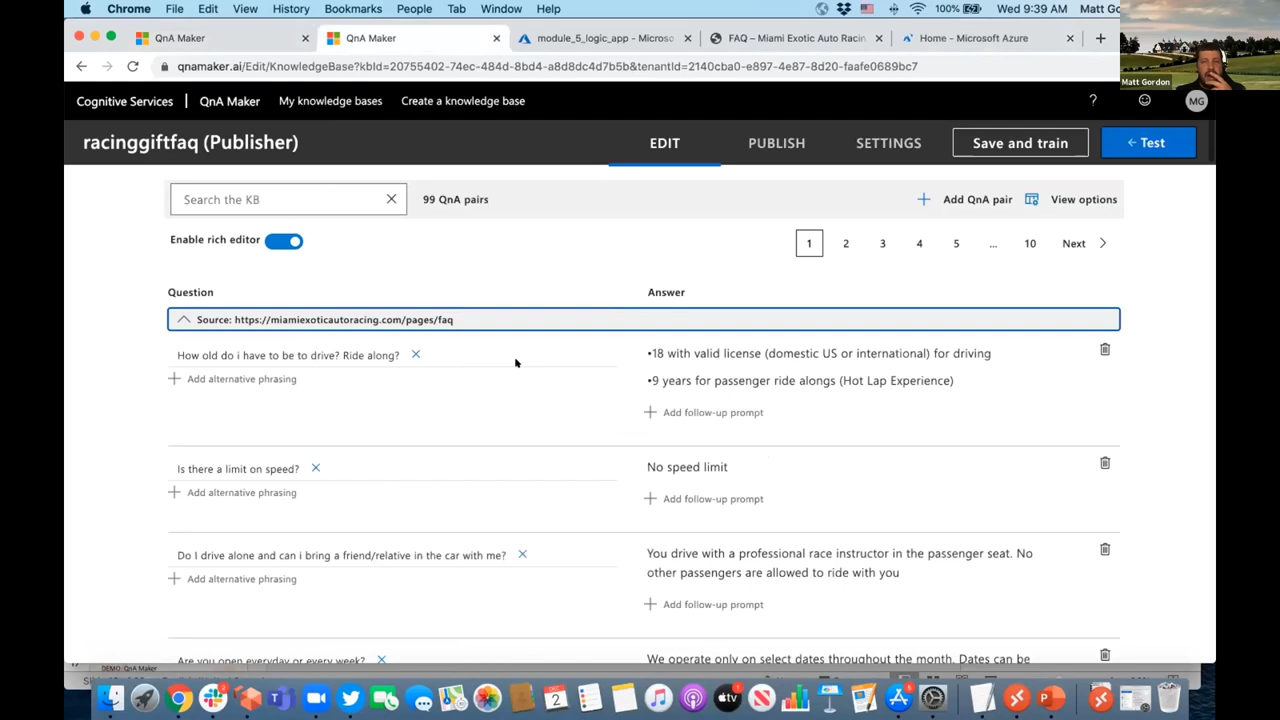 Chrome File Edit View History Bookmarks People Tab Window Help 100% Wed 9:39 AM Matt Go
QnA Maker QnA Maker module_5_logic_app - Microso FAQ – Miami Exotic Auto Racin Home - Microsoft Azure
qnamaker.ai/Edit/KnowledgeBase?kbId=20755402-74ec-484d-8bd4-a8d8dc4d7b5b&tenantId=2140cba0-e897-4e87-8d20-faafe0689bc7
Matt Gordon
Cognitive Services QnA Maker My knowledge bases Create a knowledge base ? MG
racinggiftfaq (Publisher) EDIT PUBLISH SETTINGS Save and train Test
Search the KB 99 QnA pairs Add QnA pair View options
Enable rich editor 1 2 3 4 5 ... 10 Next
Question Answer
Source: https://miamiexoticautoracing.com/pages/faq
How old do i have to be to drive? Ride along?
•18 with valid license (domestic US or international) for driving
Add alternative phrasing
•9 years for passenger ride alongs (Hot Lap Experience)
Add follow-up prompt
Is there a limit on speed?
No speed limit
Add alternative phrasing
Add follow-up prompt
Do I drive alone and can i bring a friend/relative in the car with me?
You drive with a professional race instructor in the passenger seat. No
other passengers are allowed to ride with you
Add alternative phrasing
Add follow-up prompt
Are you open everyday or every week?
We operate only on select dates throughout the month. Dates can be
DEMO: QnA Maker